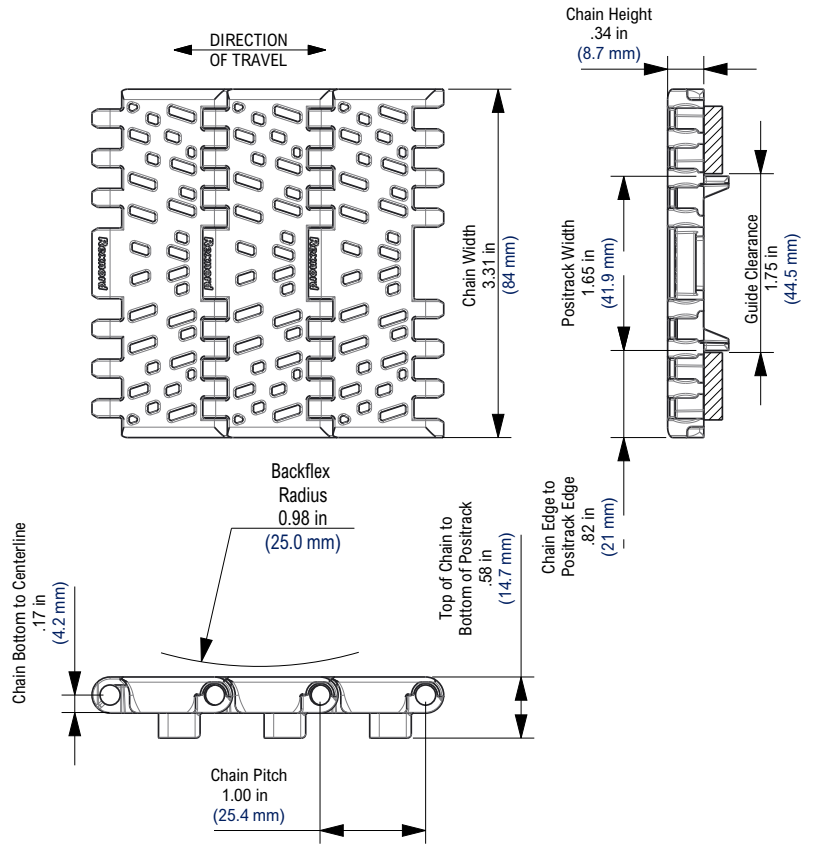 DIRECTION
OF TRAVEL
Chain Height
.34 in
(8.7 mm)
Rexnord
Rexnord
Rexnord
Chain Width
3.31 in
(84 mm)
Positrack Width
1.65 in
(41.9 mm)
Guide Clearance
1.75 in
(44.5 mm)
Chain Edge to
Positrack Edge
.82 in
(21 mm)
Backflex
Radius
0.98 in
(25.0 mm)
Top of Chain to
Bottom of Positrack
.58 in
(14.7 mm)
Chain Bottom to Centerline
.17 in
(4.2 mm)
Chain Pitch
1.00 in
(25.4 mm)